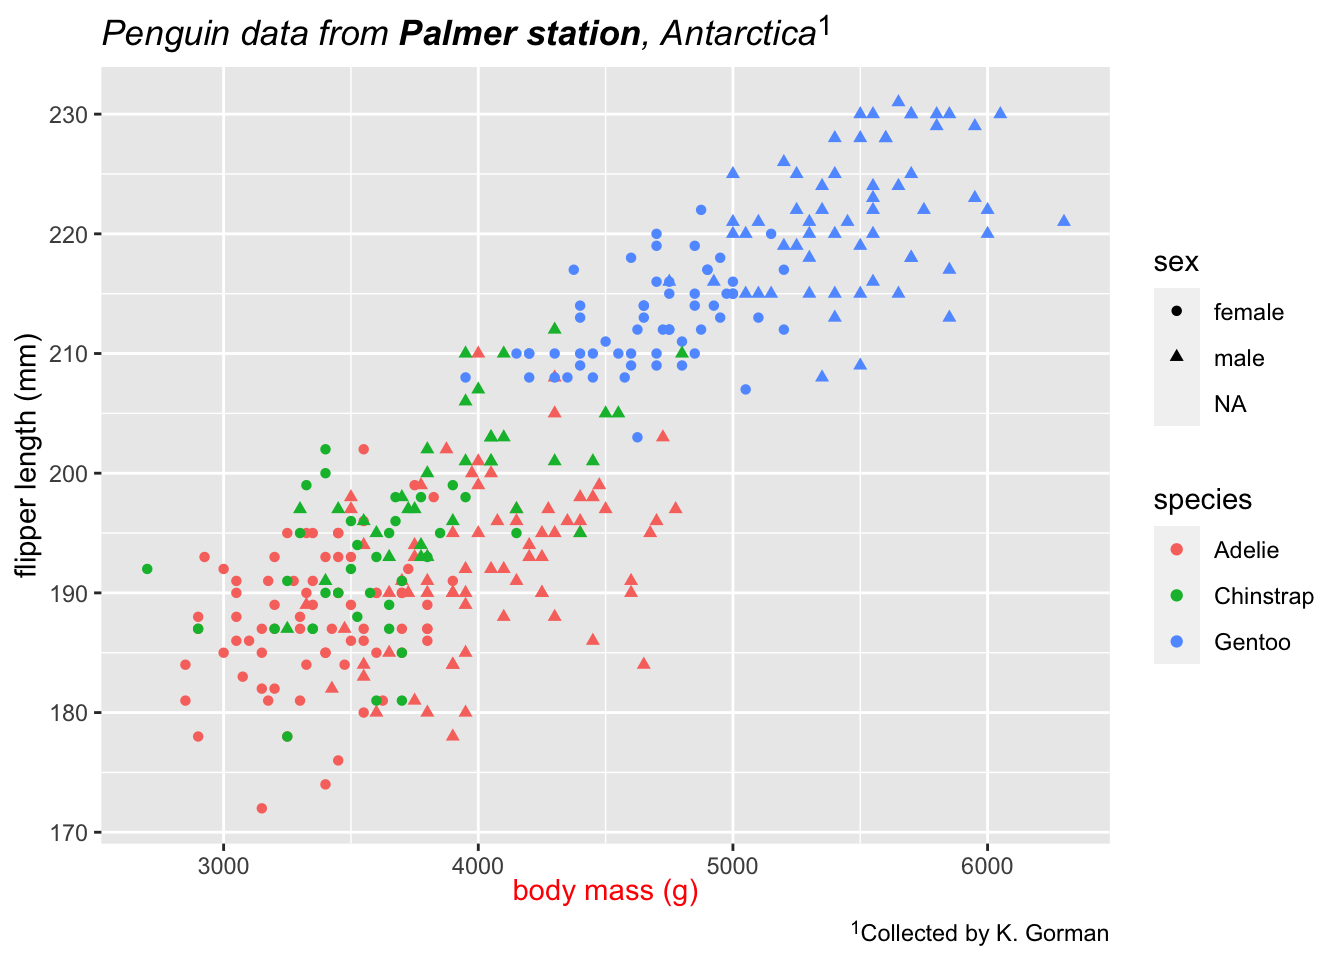 Penguin data from Palmer station, Antarctica¹
230
220
210
200
190
180
170
flipper length (mm)
3000 4000 5000 6000
body mass (g)
¹Collected by K. Gorman
sex
female
male
NA
species
Adelie
Chinstrap
Gentoo